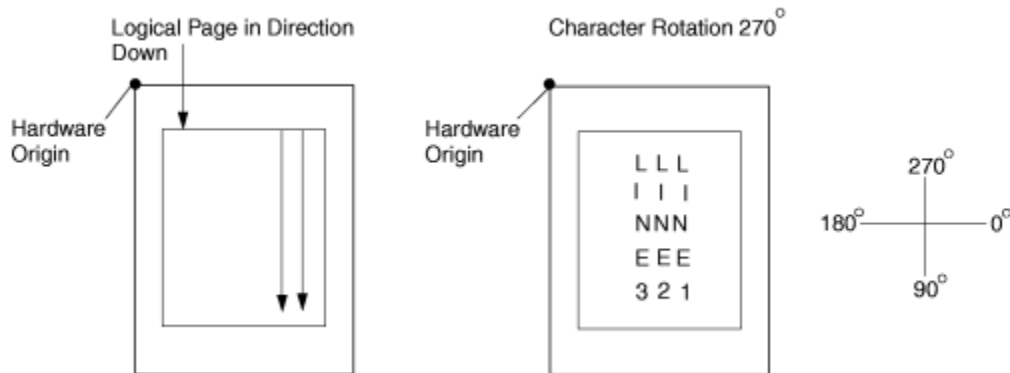 Logical Page in Direction
Down
Hardware
Origin
Character Rotation 270°
Hardware
Origin
L L L
I I I
N N N
E E E
3 2 1
270°
180°
0°
90°